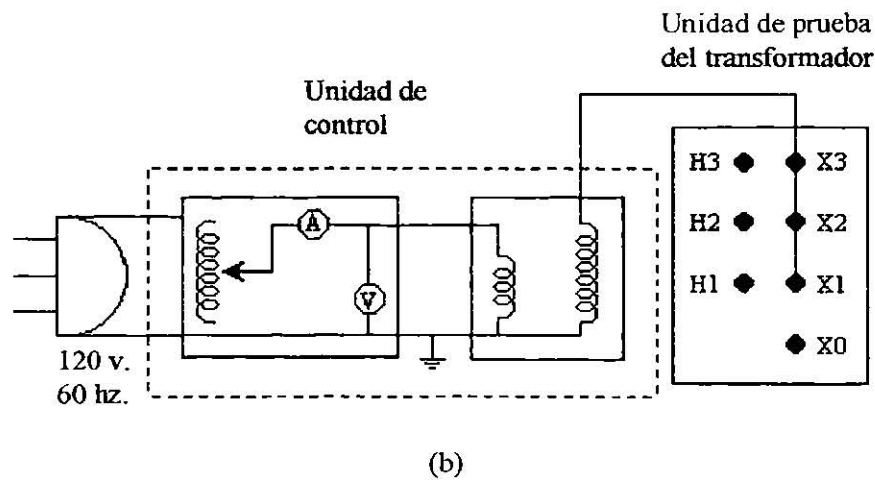 Unidad de prueba
del transformador
Unidad de
control
H3 X3
A
H2 X2
V
H1 X1
X0
120 v.
60 hz.
(b)